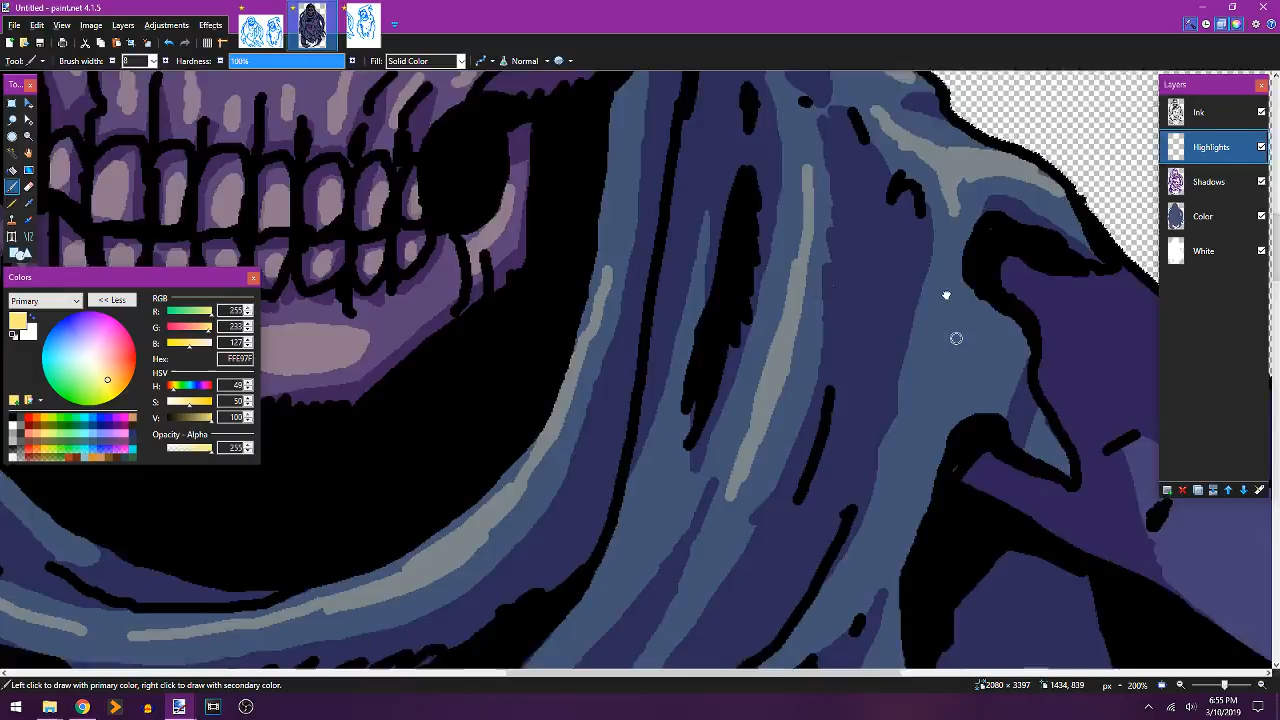 Untitled - paint.net 4.1.5
File Edit View Image Layers Adjustments Effects
Tool: Brush width: 8 Hardness: 100% Fill: Solid Color Normal
To...
Layers
Ink
Highlights
Shadows
Color
White
Colors
Primary << Less
RGB
R: 255
G: 233
B: 127
Hex: FFE97F
HSV
H: 49
S: 50
V: 100
Opacity - Alpha
255
Left click to draw with primary color, right click to draw with secondary color.
2080 × 3397 1434, 839 px 200%
6:55 PM
3/10/2019